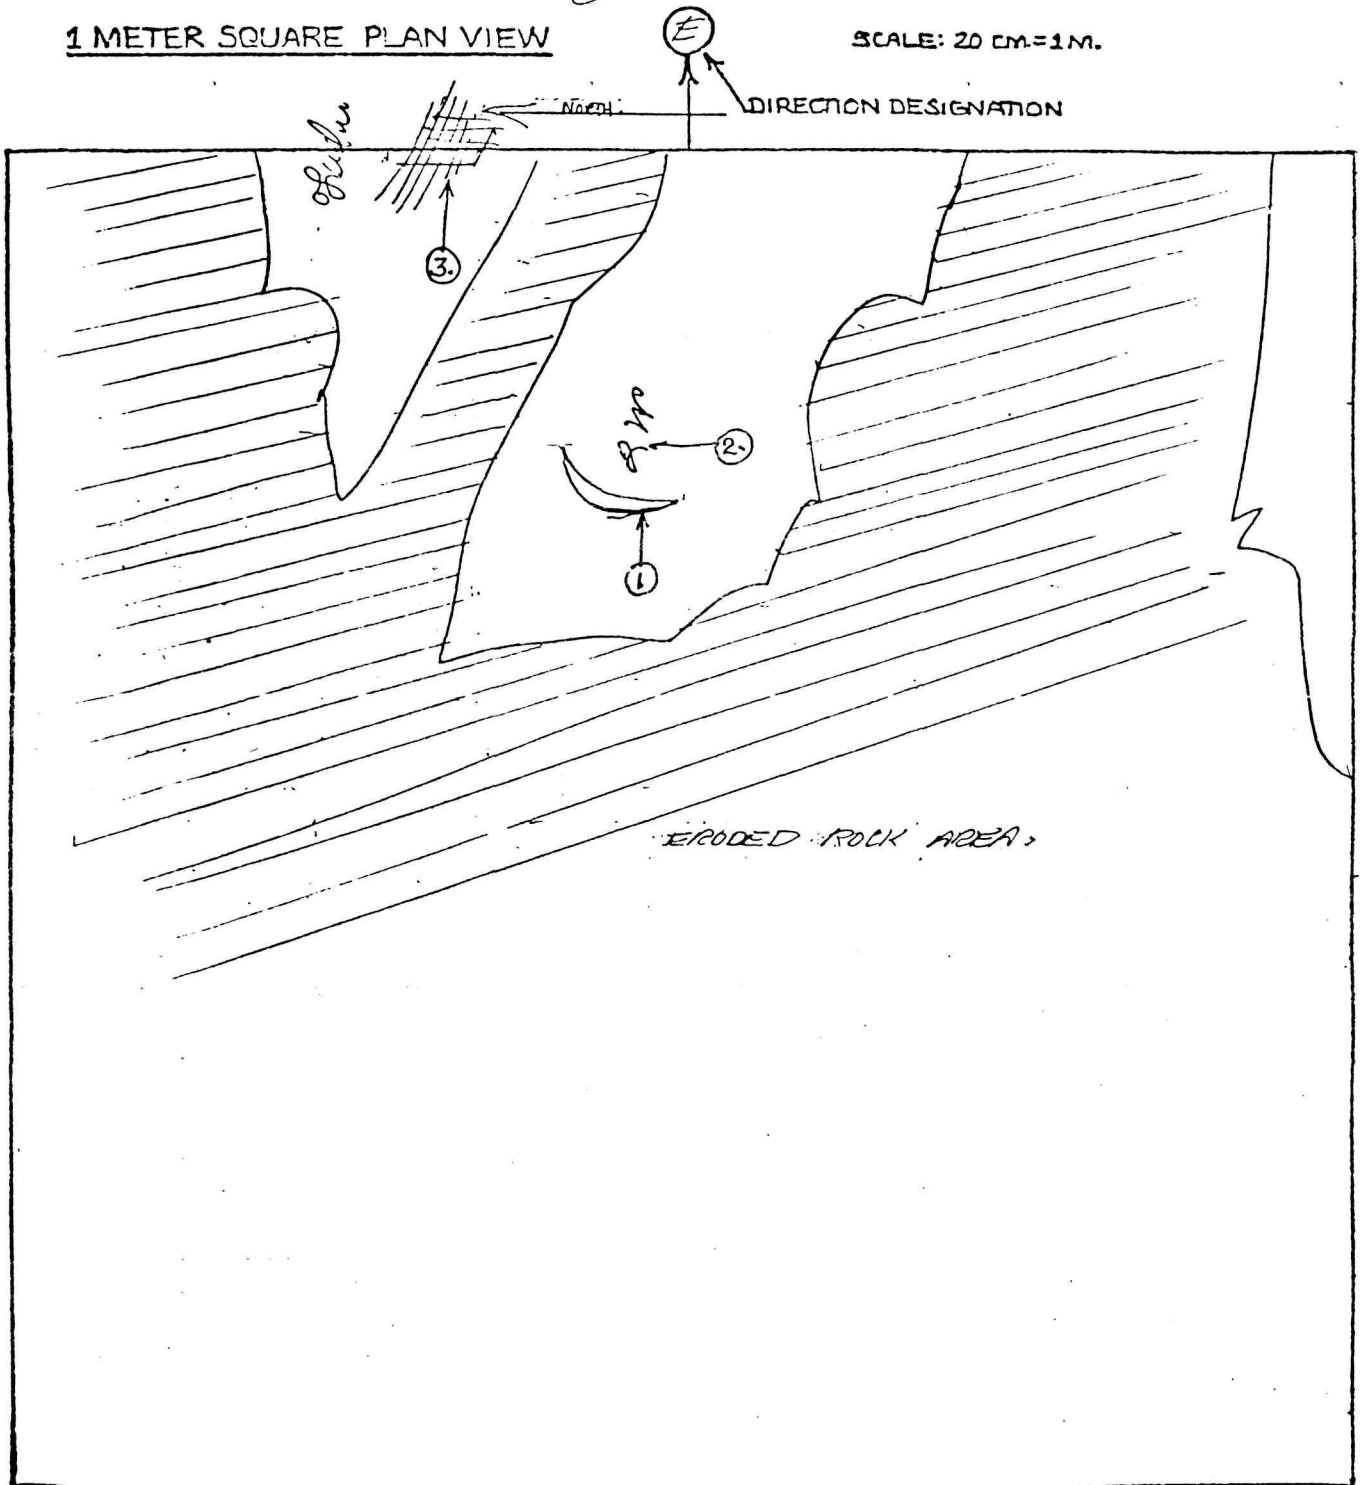 1 METER SQUARE PLAN VIEW
E
SCALE: 20 CM.=1M.
NORTH
DIRECTION DESIGNATION
3.
2.
1
ERODED ROCK AREA